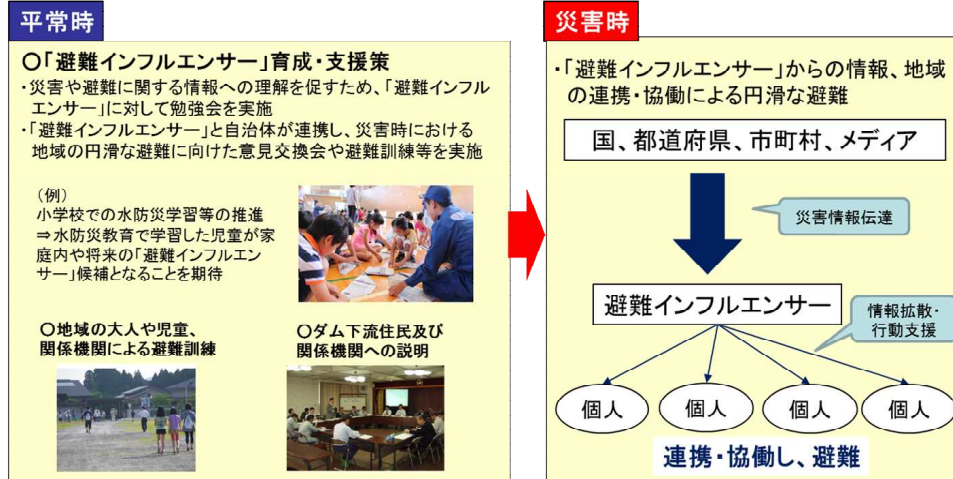 平常時
〇「避難インフルエンサー」育成・支援策
・災害や避難に関する情報への理解を促すため、「避難インフル
エンサー」に対して勉強会を実施
・「避難インフルエンサー」と自治体が連携し、災害時における
地域の円滑な避難に向けた意見交換会や避難訓練等を実施
（例）
小学校での水防災学習等の推進
⇒水防災教育で学習した児童が家
庭内や将来の「避難インフルエン
サー」候補となることを期待
〇地域の大人や児童、
関係機関による避難訓練
〇ダム下流住民及び
関係機関への説明
災害時
・「避難インフルエンサー」からの情報、地域
の連携・協働による円滑な避難
国、都道府県、市町村、メディア
災害情報伝達
避難インフルエンサー
情報拡散・
行動支援
個人
個人
個人
個人
連携・協働し、避難